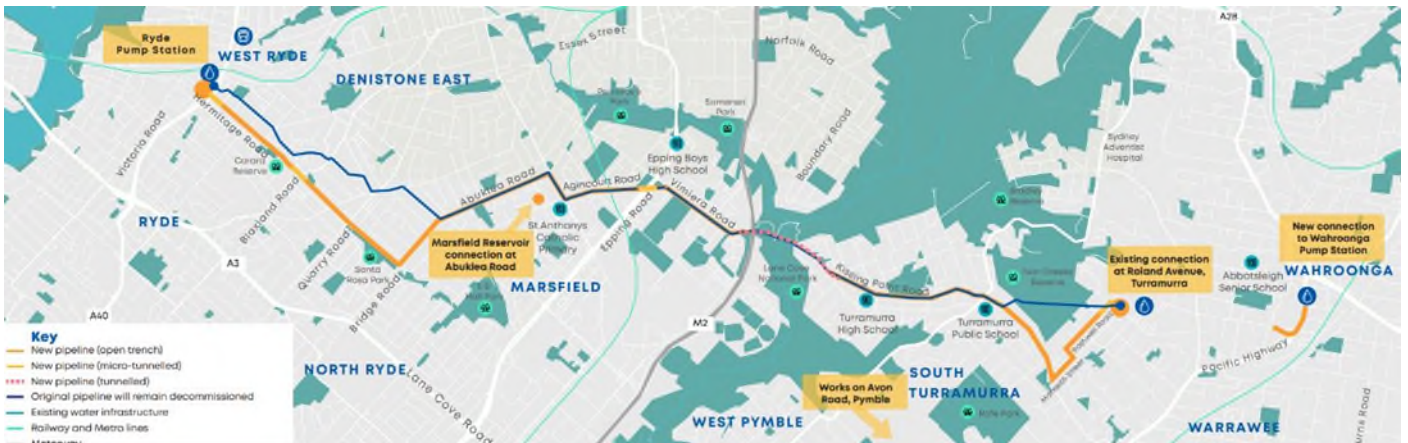 Ryde
Pump Station
WEST RYDE
DENISTONE EAST
Essex Street
Norfolk Road
A28
Somerset
Park
Hermitage Road
Victoria Road
Reserve
Blaxland Road
RYDE
Quarry Road
Santa
Rosa Park
A3
A40
Bridge Road
NORTH RYDE
Lane Cove Road
Abuklea Road
Marsfield Reservoir
connection at
Abuklea Road
MARSFIELD
St Anthonys
Catholic
Primary
Agincourt Road
Epping Road
Epping Boys
High School
Vimiera Road
Boundary Road
Lane Cove
National Park
M2
Kissing Point Road
Turramurra
High School
Turramurra
Public School
Reserve
Sydney
Adventist
Hospital
Existing connection
at Roland Avenue,
Turramurra
New connection
to Wahroonga
Pump Station
WAHROONGA
Abbotsleigh
Senior School
Pacific Highway
SOUTH
TURRAMURRA
Works on Avon
Road, Pymble
WEST PYMBLE
WARRAWEE
Key
New pipeline (open trench)
New pipeline (micro-tunnelled)
New pipeline (tunnelled)
Original pipeline will remain decommissioned
Existing water infrastructure
Railway and Metro lines